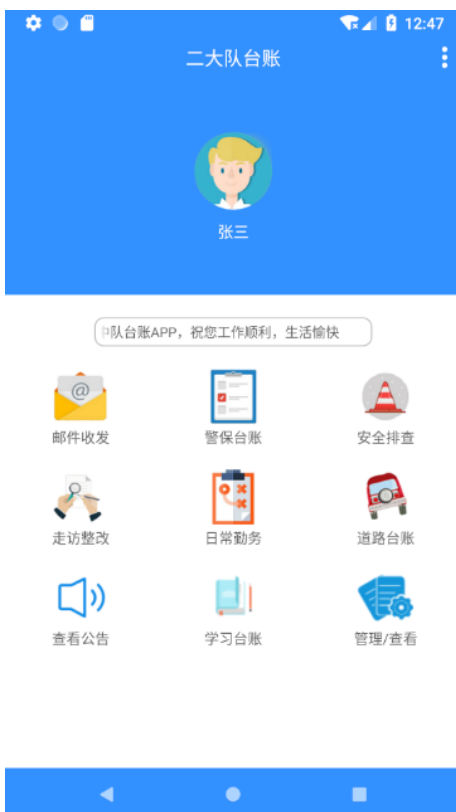 12:47
二大队台账
张三
队台账APP，祝您工作顺利，生活愉快
@
邮件收发 警保台账 安全排查
走访整改 日常勤务 道路台账
查看公告 学习台账 管理/查看